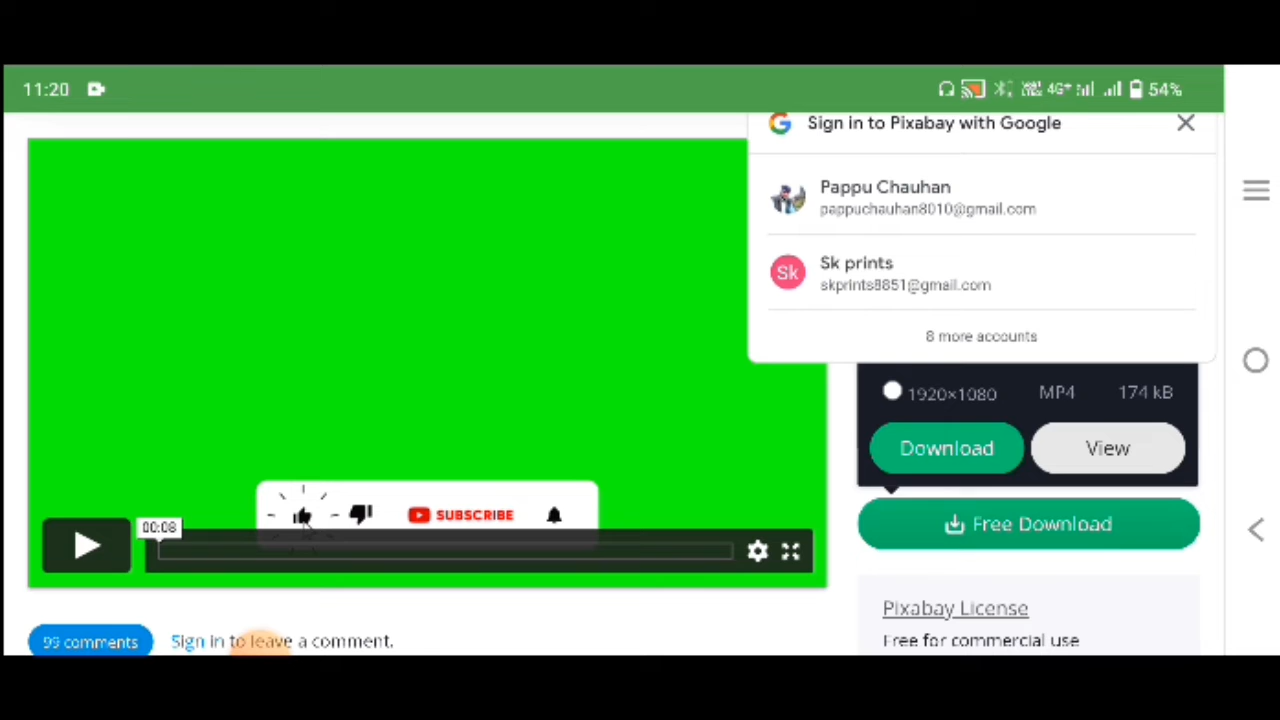 11:20
4G+ 54%
Sign in to Pixabay with Google
Pappu Chauhan
pappuchauhan8010@gmail.com
Sk
Sk prints
skprints8851@gmail.com
8 more accounts
1920×1080 MP4 174 kB
Download View
SUBSCRIBE
00:08
Free Download
Pixabay License
Free for commercial use
99 comments Sign in to leave a comment.